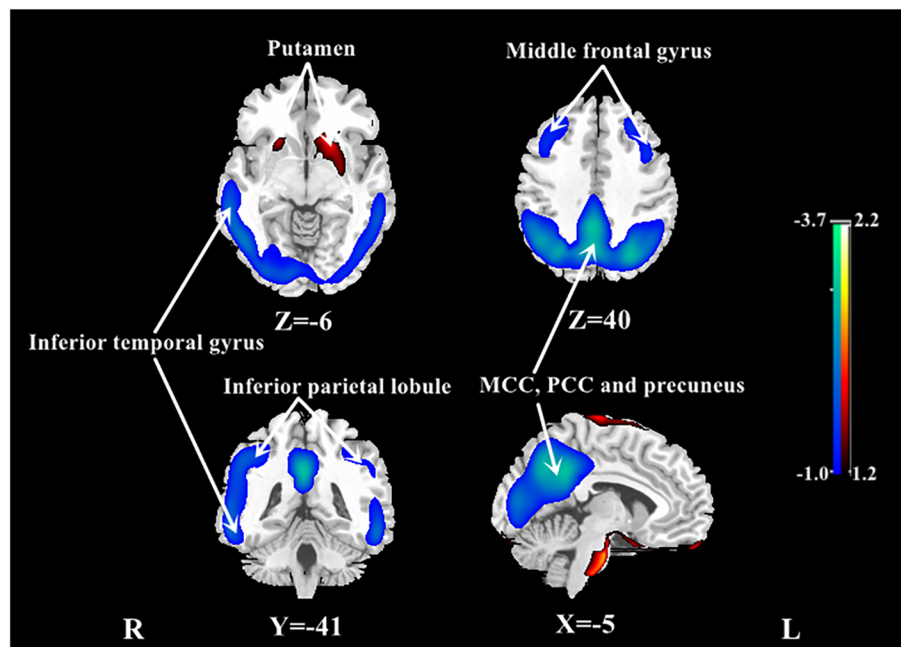 Putamen
Middle frontal gyrus
-3.7 2.2
Z=-6
Z=40
Inferior temporal gyrus
Inferior parietal lobule
MCC, PCC and precuneus
-1.0 1.2
R
Y=-41
X=-5
L